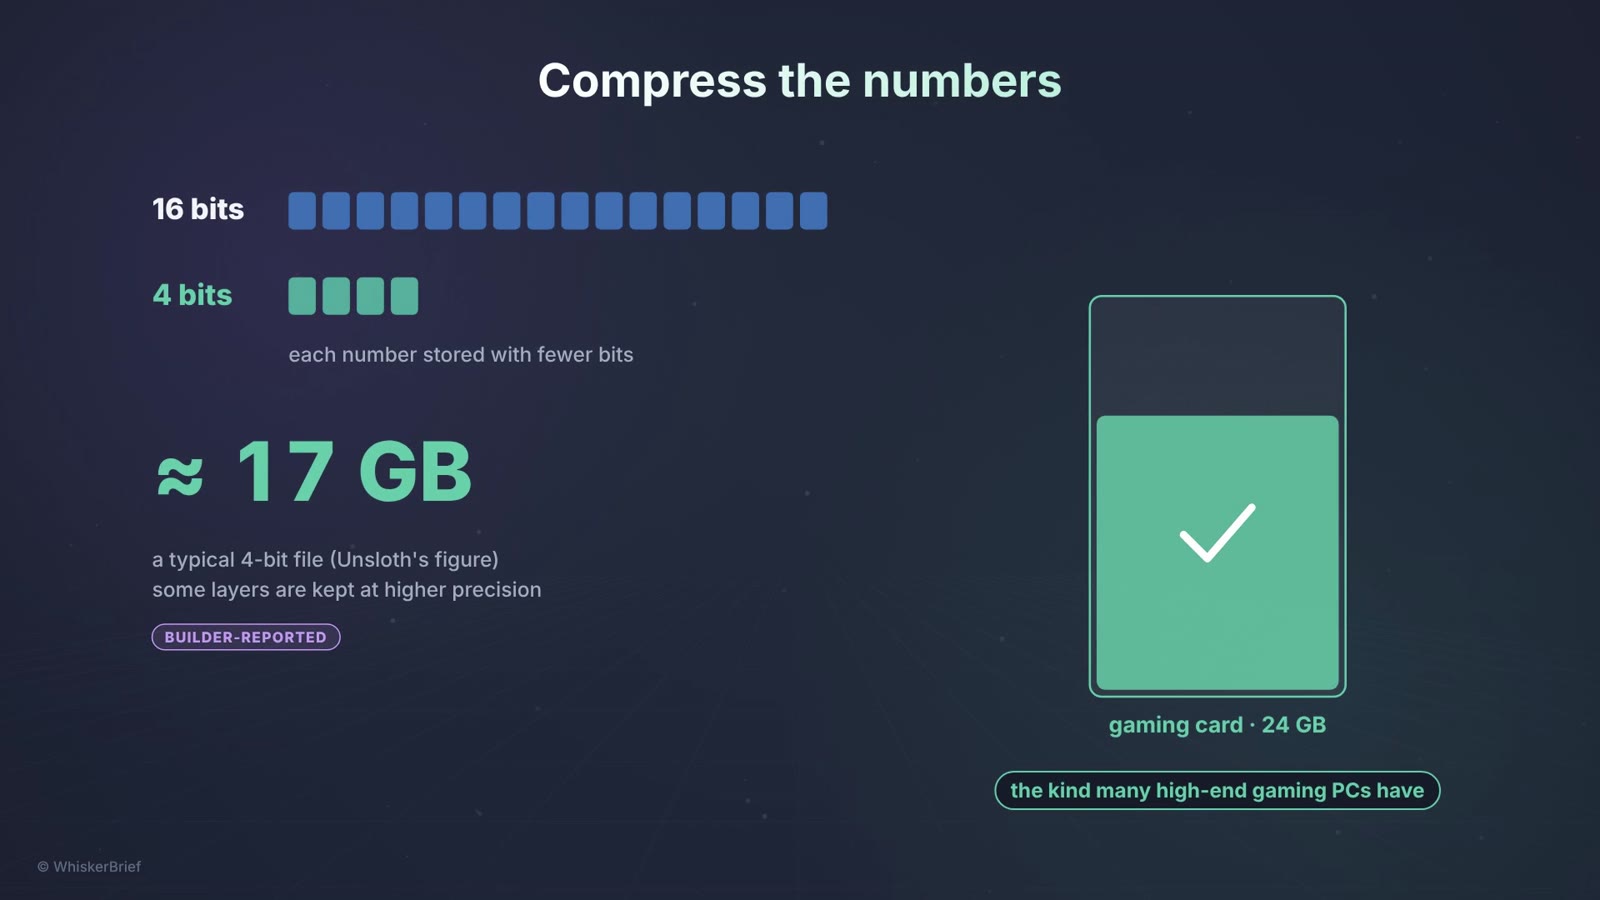 Compress the numbers
16 bits
4 bits
each number stored with fewer bits
≈ 17 GB
a typical 4-bit file (Unsloth's figure)
some layers are kept at higher precision
BUILDER-REPORTED
gaming card · 24 GB
the kind many high-end gaming PCs have
© WhiskerBrief